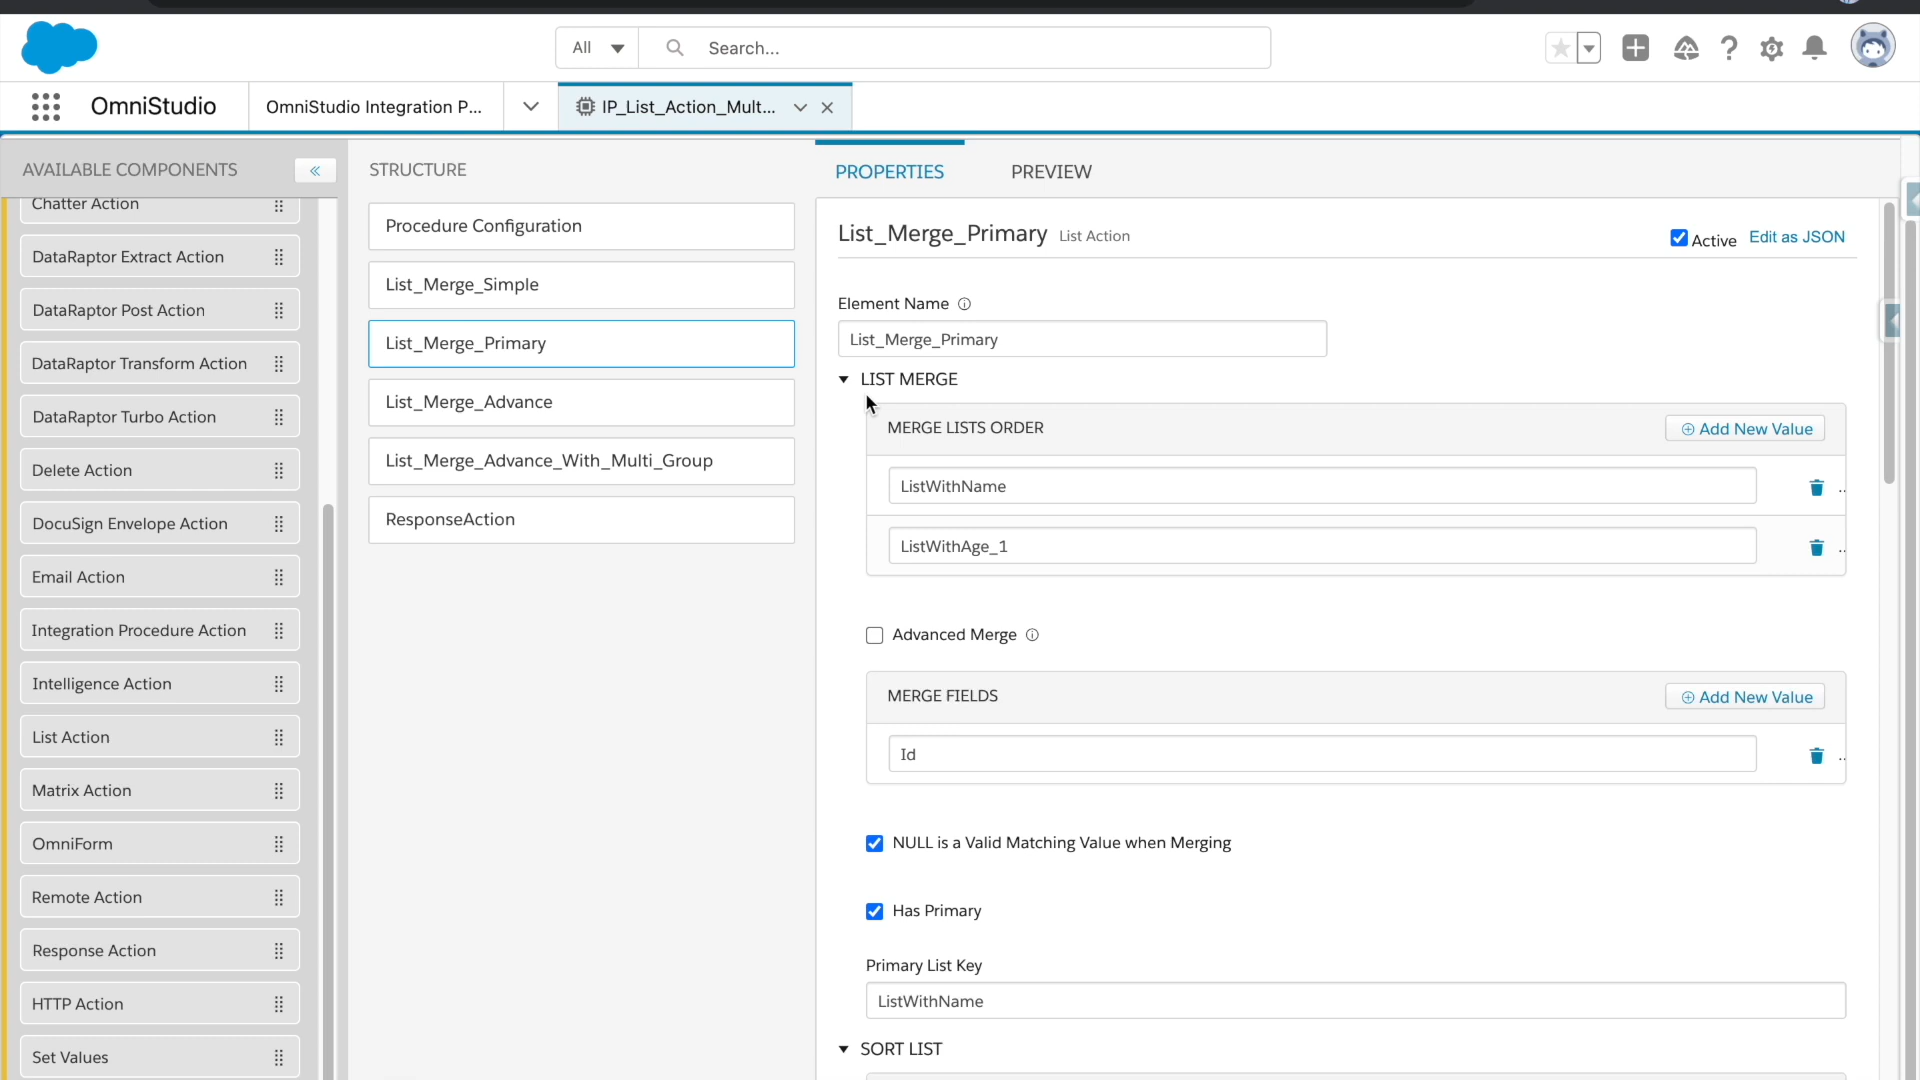 All
Search...
OmniStudio
OmniStudio Integration P...
IP_List_Action_Mult...
AVAILABLE COMPONENTS
Chatter Action
DataRaptor Extract Action
DataRaptor Post Action
DataRaptor Transform Action
DataRaptor Turbo Action
Delete Action
DocuSign Envelope Action
Email Action
Integration Procedure Action
Intelligence Action
List Action
Matrix Action
OmniForm
Remote Action
Response Action
HTTP Action
Set Values
STRUCTURE
Procedure Configuration
List_Merge_Simple
List_Merge_Primary
List_Merge_Advance
List_Merge_Advance_With_Multi_Group
ResponseAction
PROPERTIES
PREVIEW
List_Merge_Primary List Action
Active Edit as JSON
Element Name
List_Merge_Primary
LIST MERGE
MERGE LISTS ORDER
Add New Value
ListWithName
ListWithAge_1
Advanced Merge
MERGE FIELDS
Add New Value
Id
NULL is a Valid Matching Value when Merging
Has Primary
Primary List Key
ListWithName
SORT LIST